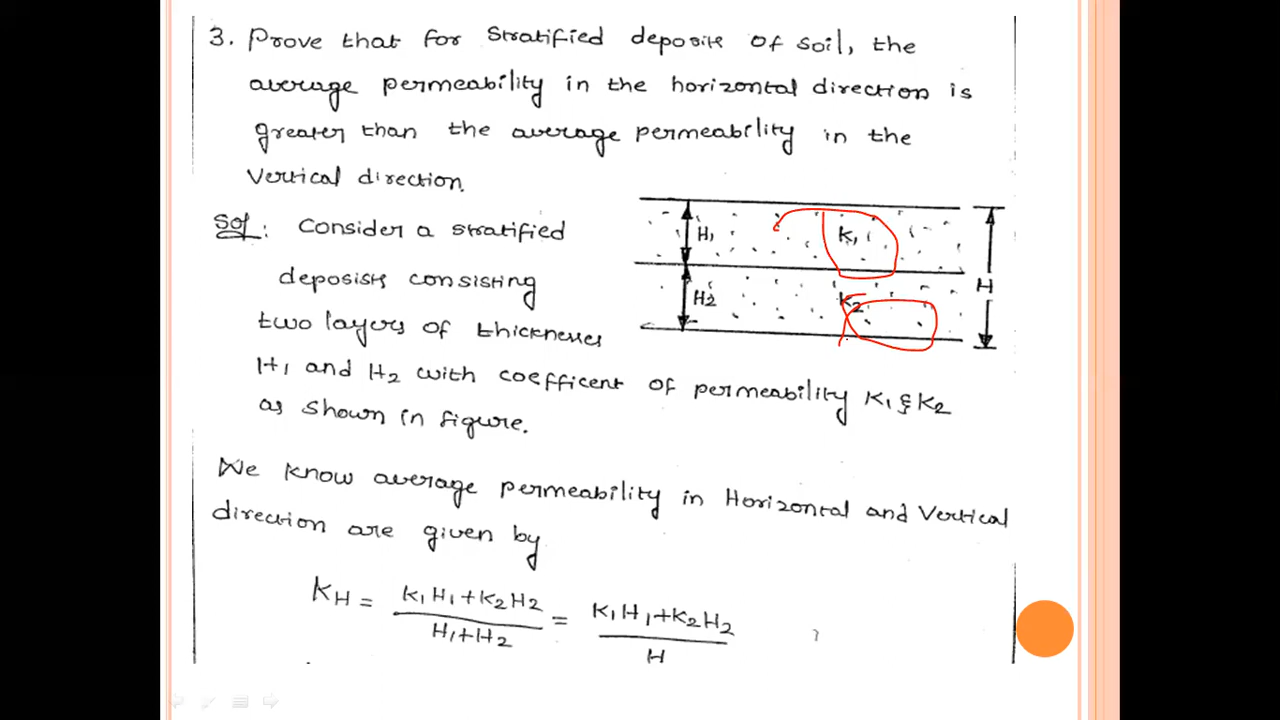 3. Prove that for stratified deposits of soil, the
average permeability in the horizontal direction is
greater than the average permeability in the
vertical direction.
Sol: Consider a stratified
deposists consisting
two layers of thicknesses
H1 and H2 with coefficent of permeability K1 & K2
as shown in figure.
H1
K1
H
H2
K2
We know average permeability in Horizontal and Vertical
direction are given by
KH = K1H1+K2H2 / H1+H2 = K1H1+K2H2 / H